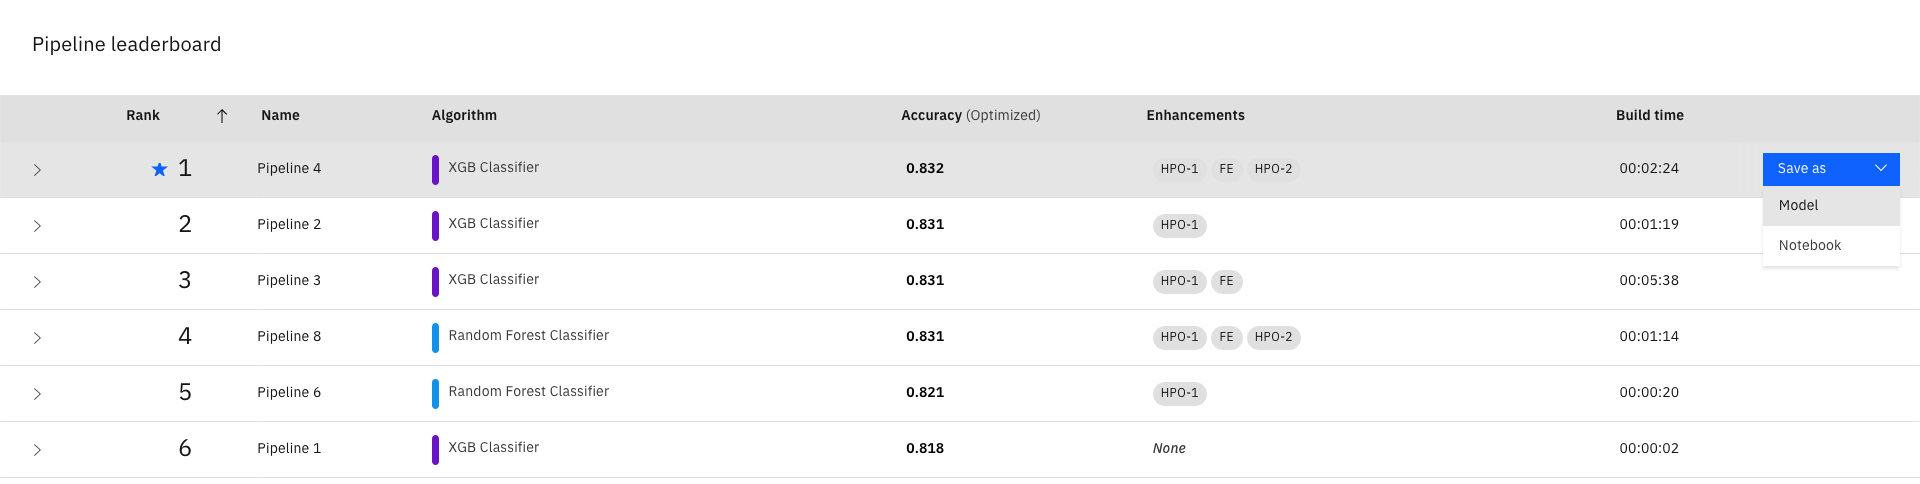 Pipeline leaderboard
Rank ↑ Name Algorithm Accuracy (Optimized) Enhancements Build time
★ 1 Pipeline 4 XGB Classifier 0.832 HPO-1 FE HPO-2 00:02:24 Save as
Model
2 Pipeline 2 XGB Classifier 0.831 HPO-1 00:01:19
Notebook
3 Pipeline 3 XGB Classifier 0.831 HPO-1 FE 00:05:38
4 Pipeline 8 Random Forest Classifier 0.831 HPO-1 FE HPO-2 00:01:14
5 Pipeline 6 Random Forest Classifier 0.821 HPO-1 00:00:20
6 Pipeline 1 XGB Classifier 0.818 None 00:00:02